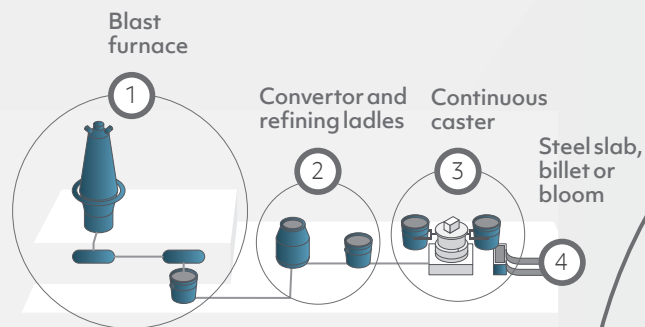 Blast
furnace
1
Convertor and
refining ladles
2
Continuous
caster
3
Steel slab,
billet or
bloom
4